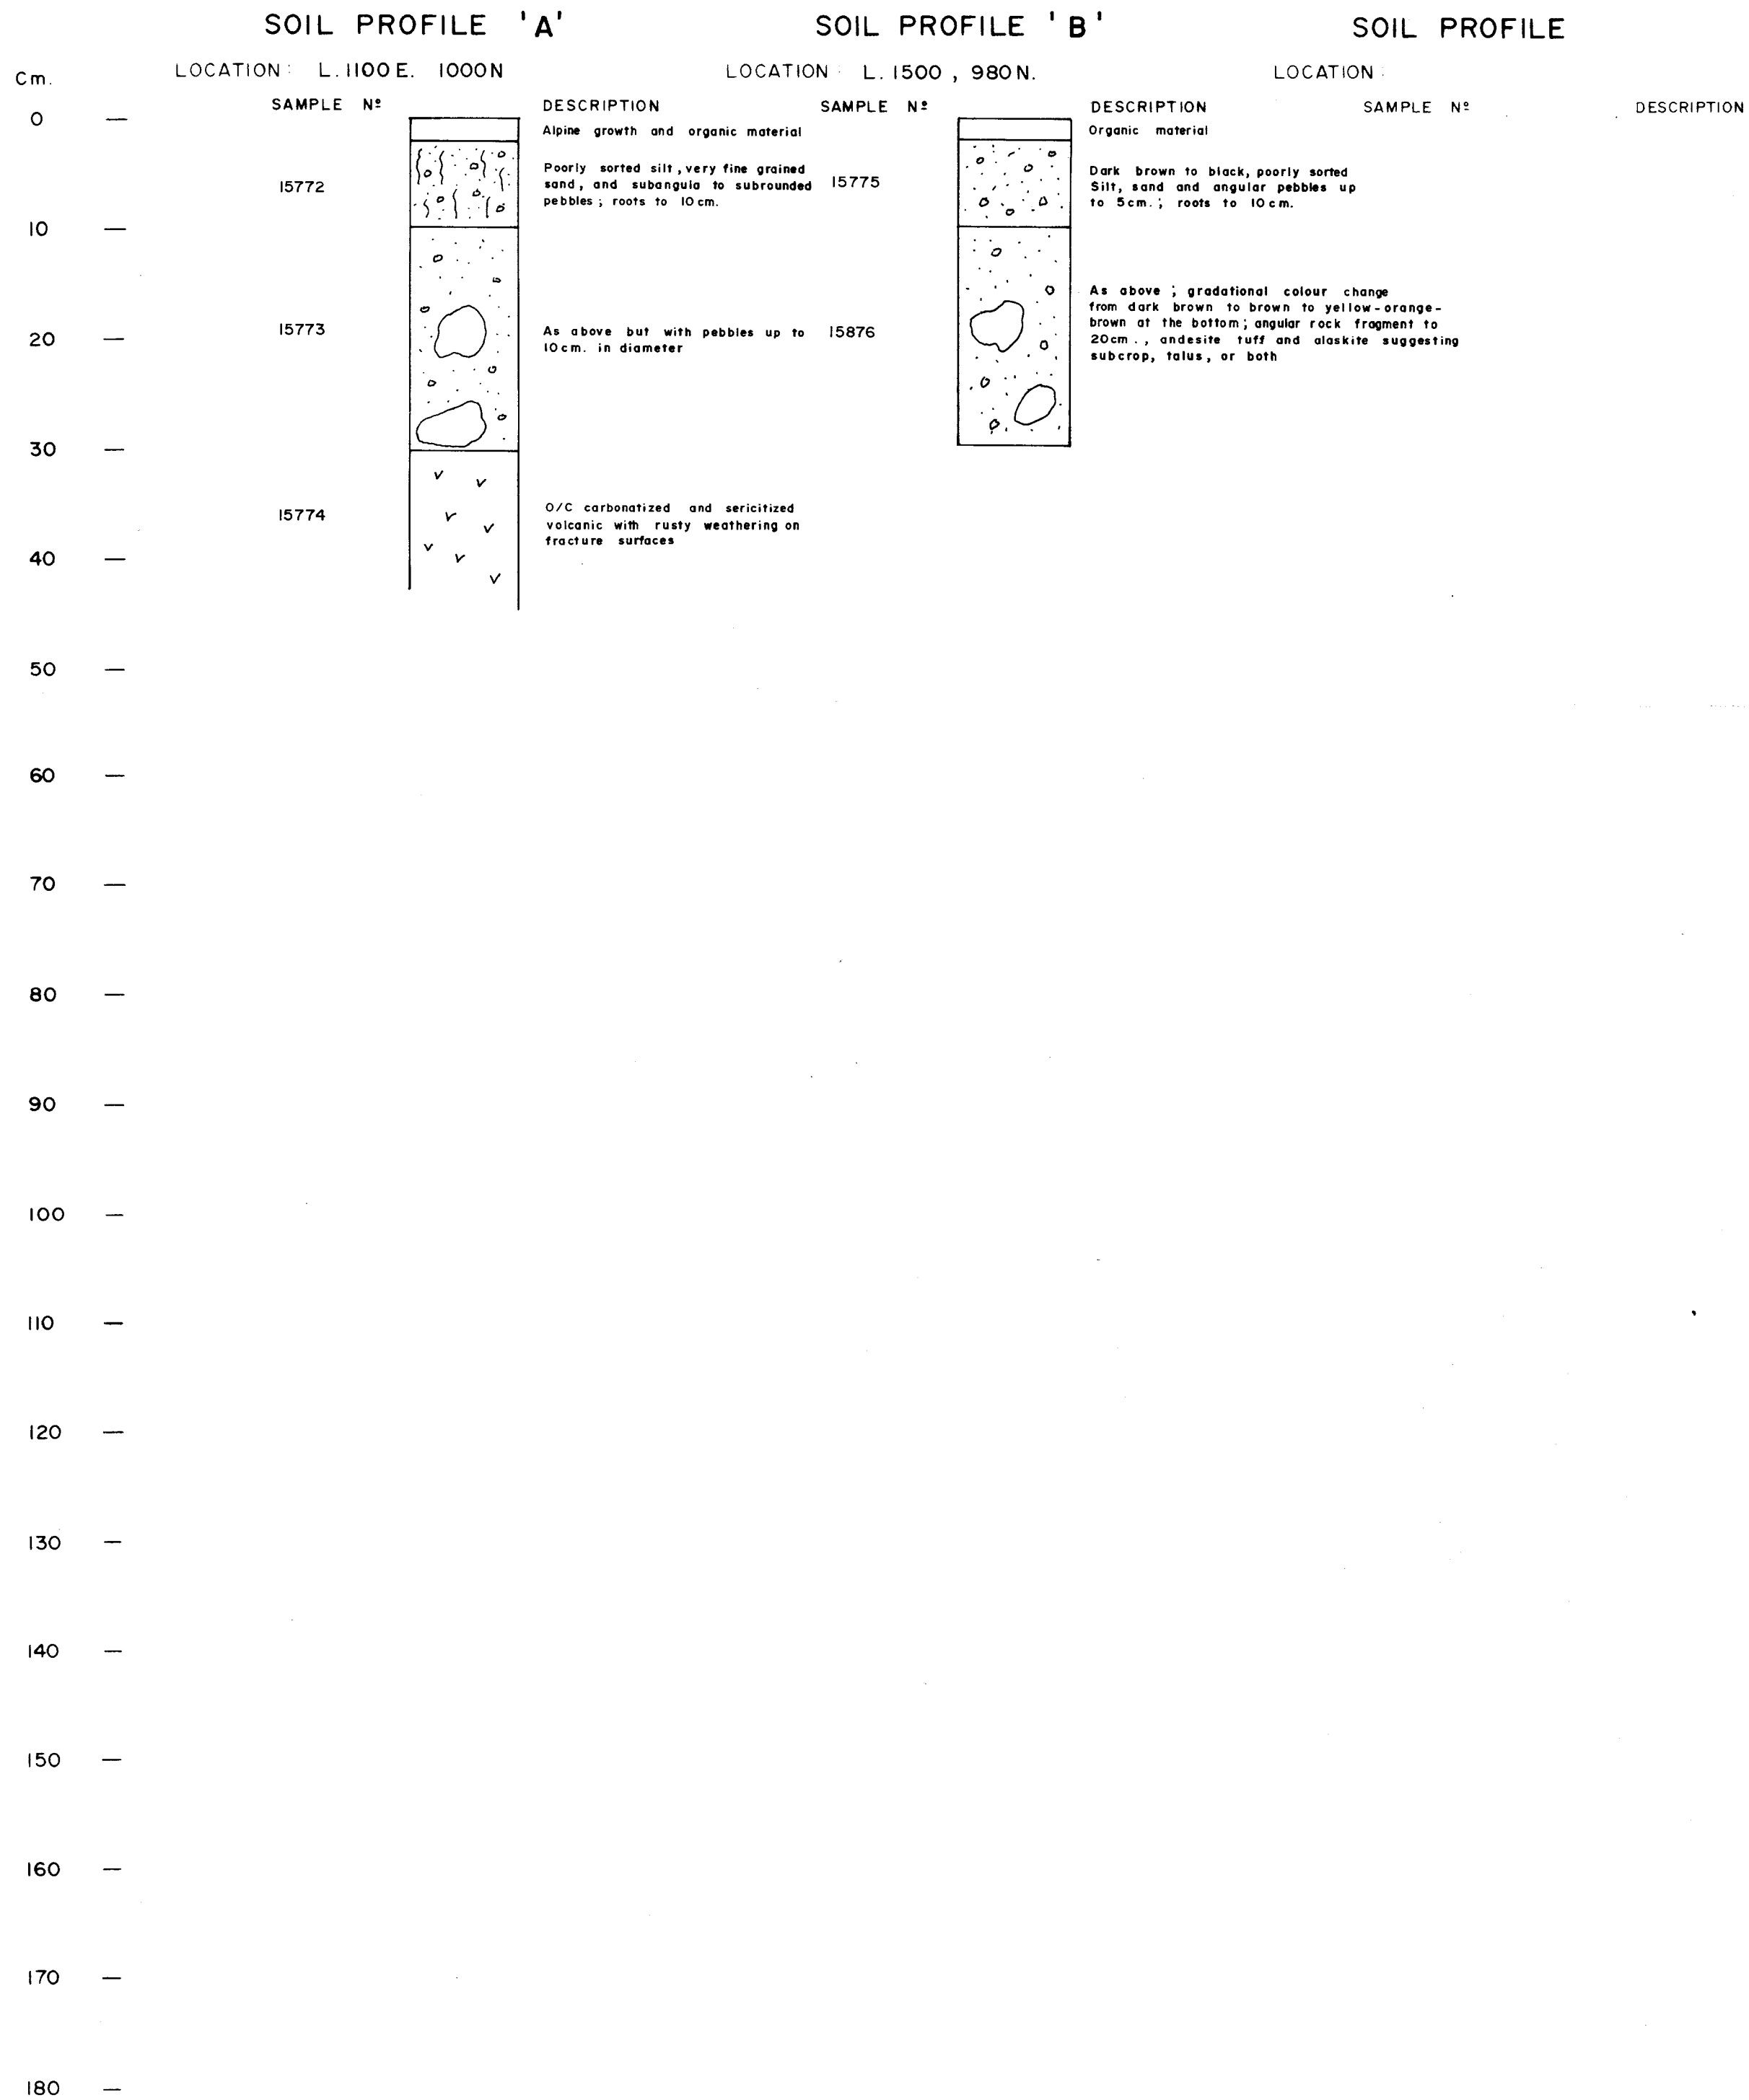 SOIL PROFILE 'A'
LOCATION: L. 1100 E. 1000 N
SAMPLE Nº
DESCRIPTION
Alpine growth and organic material
15772
Poorly sorted silt, very fine grained
sand, and subangula to subrounded
pebbles; roots to 10 cm.
15773
As above but with pebbles up to
10cm. in diameter
15774
O/C carbonatized and sericitized
volcanic with rusty weathering on
fracture surfaces
SOIL PROFILE 'B'
LOCATION: L. 1500, 980 N.
SAMPLE Nº
DESCRIPTION
Organic material
15775
Dark brown to black, poorly sorted
Silt, sand and angular pebbles up
to 5cm.; roots to 10cm.
15876
As above; gradational colour change
from dark brown to brown to yellow-orange-
brown at the bottom; angular rock fragment to
20cm., andesite tuff and alaskite suggesting
subcrop, talus, or both
SOIL PROFILE
LOCATION:
SAMPLE Nº
DESCRIPTION
Cm.
0
10
20
30
40
50
60
70
80
90
100
110
120
130
140
150
160
170
180